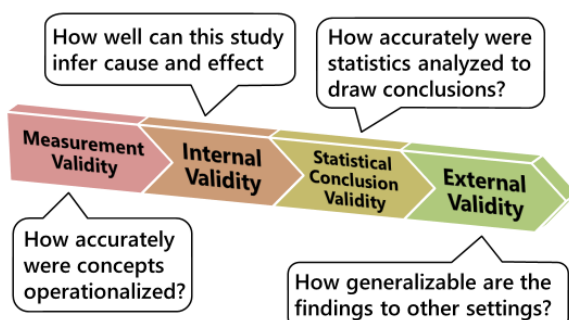 How well can this study
infer cause and effect
How accurately were
statistics analyzed to
draw conclusions?
Measurement
Validity
Internal
Validity
Statistical
Conclusion
Validity
External
Validity
How accurately
were concepts
operationalized?
How generalizable are the
findings to other settings?